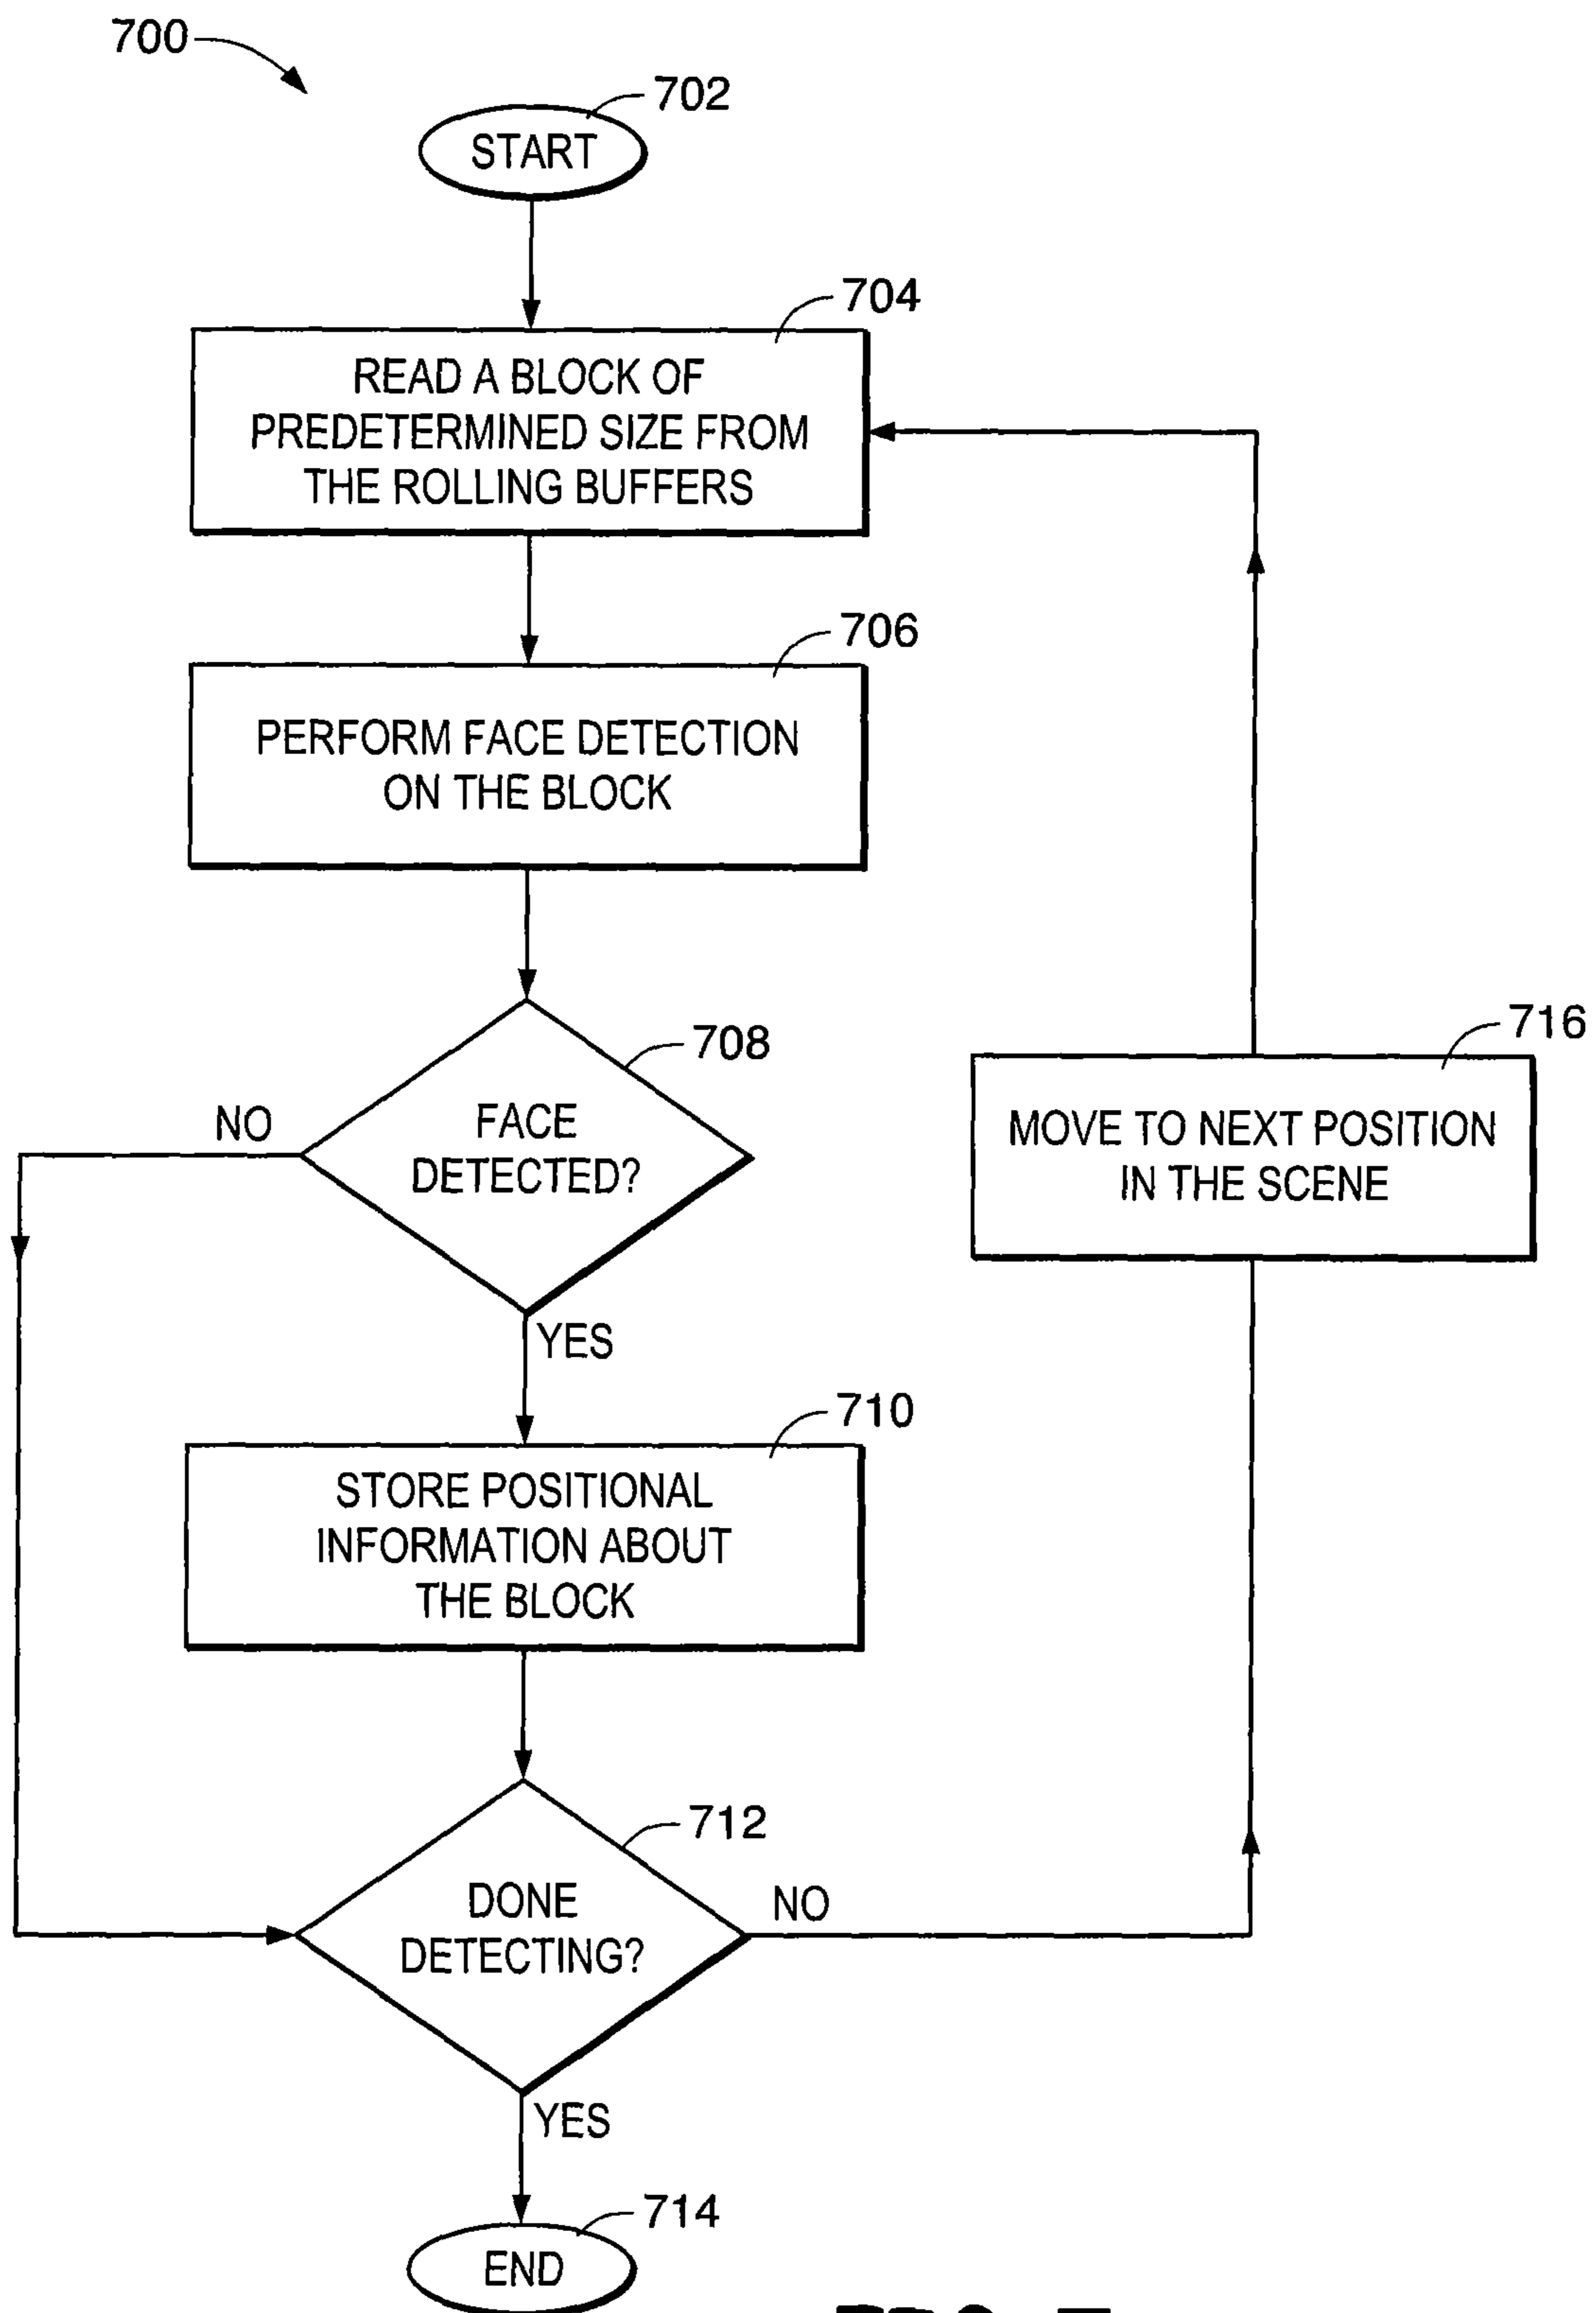 700
702
START
704
READ A BLOCK OF
PREDETERMINED SIZE FROM
THE ROLLING BUFFERS
706
PERFORM FACE DETECTION
ON THE BLOCK
708
FACE
DETECTED?
NO
YES
716
MOVE TO NEXT POSITION
IN THE SCENE
710
STORE POSITIONAL
INFORMATION ABOUT
THE BLOCK
712
DONE
DETECTING?
NO
YES
714
END